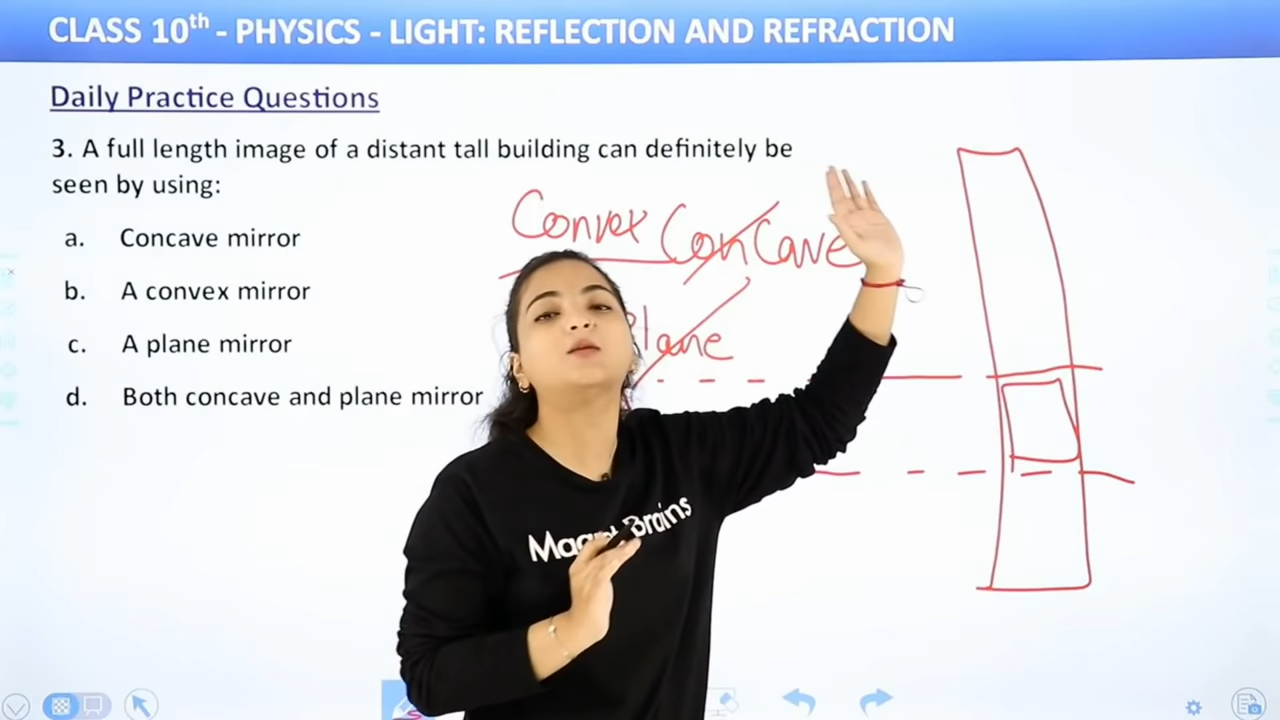 CLASS 10th - PHYSICS - LIGHT: REFLECTION AND REFRACTION
Daily Practice Questions
3. A full length image of a distant tall building can definitely be
seen by using:
Convex Concave
a. Concave mirror
b. A convex mirror
Plane
c. A plane mirror
d. Both concave and plane mirror
Magnet Brains